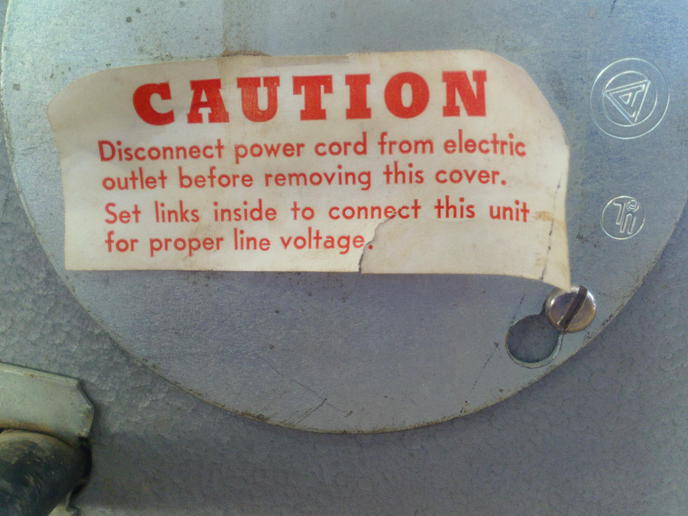 CAUTION
Disconnect power cord from electric
outlet before removing this cover.
Set links inside to connect this unit
for proper line voltage.